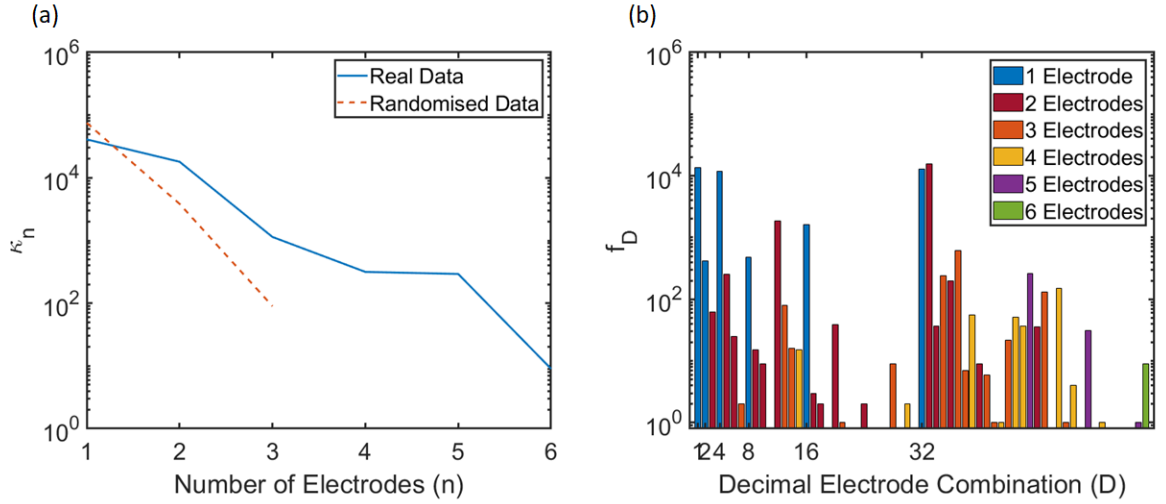 (a)
(b)
10^6
10^4
10^2
10^0
κ_n
Real Data
Randomised Data
1
2
3
4
5
6
Number of Electrodes (n)
10^6
10^4
10^2
10^0
f_D
1 Electrode
2 Electrodes
3 Electrodes
4 Electrodes
5 Electrodes
6 Electrodes
1 2 4 8 16 32
Decimal Electrode Combination (D)